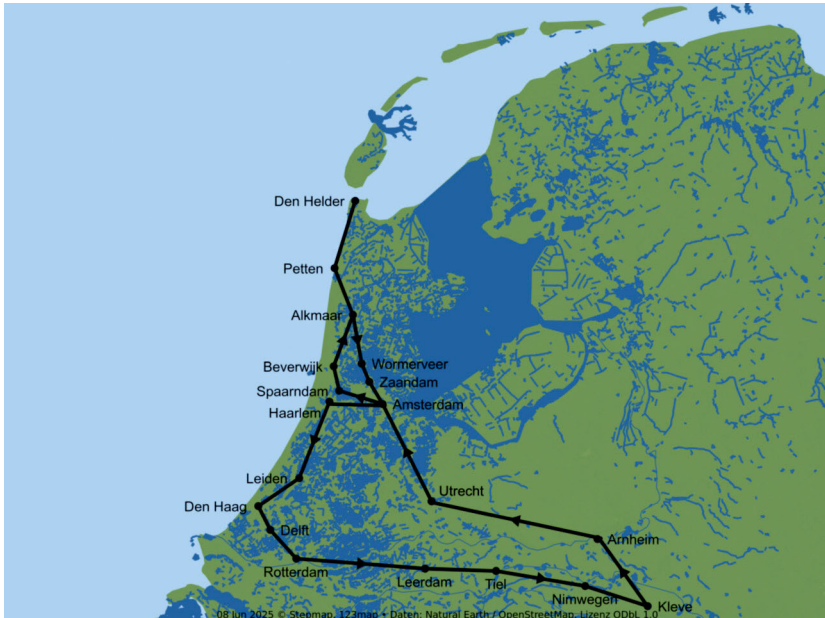 Den Helder
Petten
Alkmaar
Wormerveer
Beverwijk
Zaandam
Spaarndam
Amsterdam
Haarlem
Leiden
Utrecht
Den Haag
Delft
Arnheim
Rotterdam
Leerdam
Tiel
Nimwegen
Kleve
08 Jun 2025 © Stepmap, 123map • Daten: Natural Earth / OpenStreetMap, Lizenz ODbL 1.0